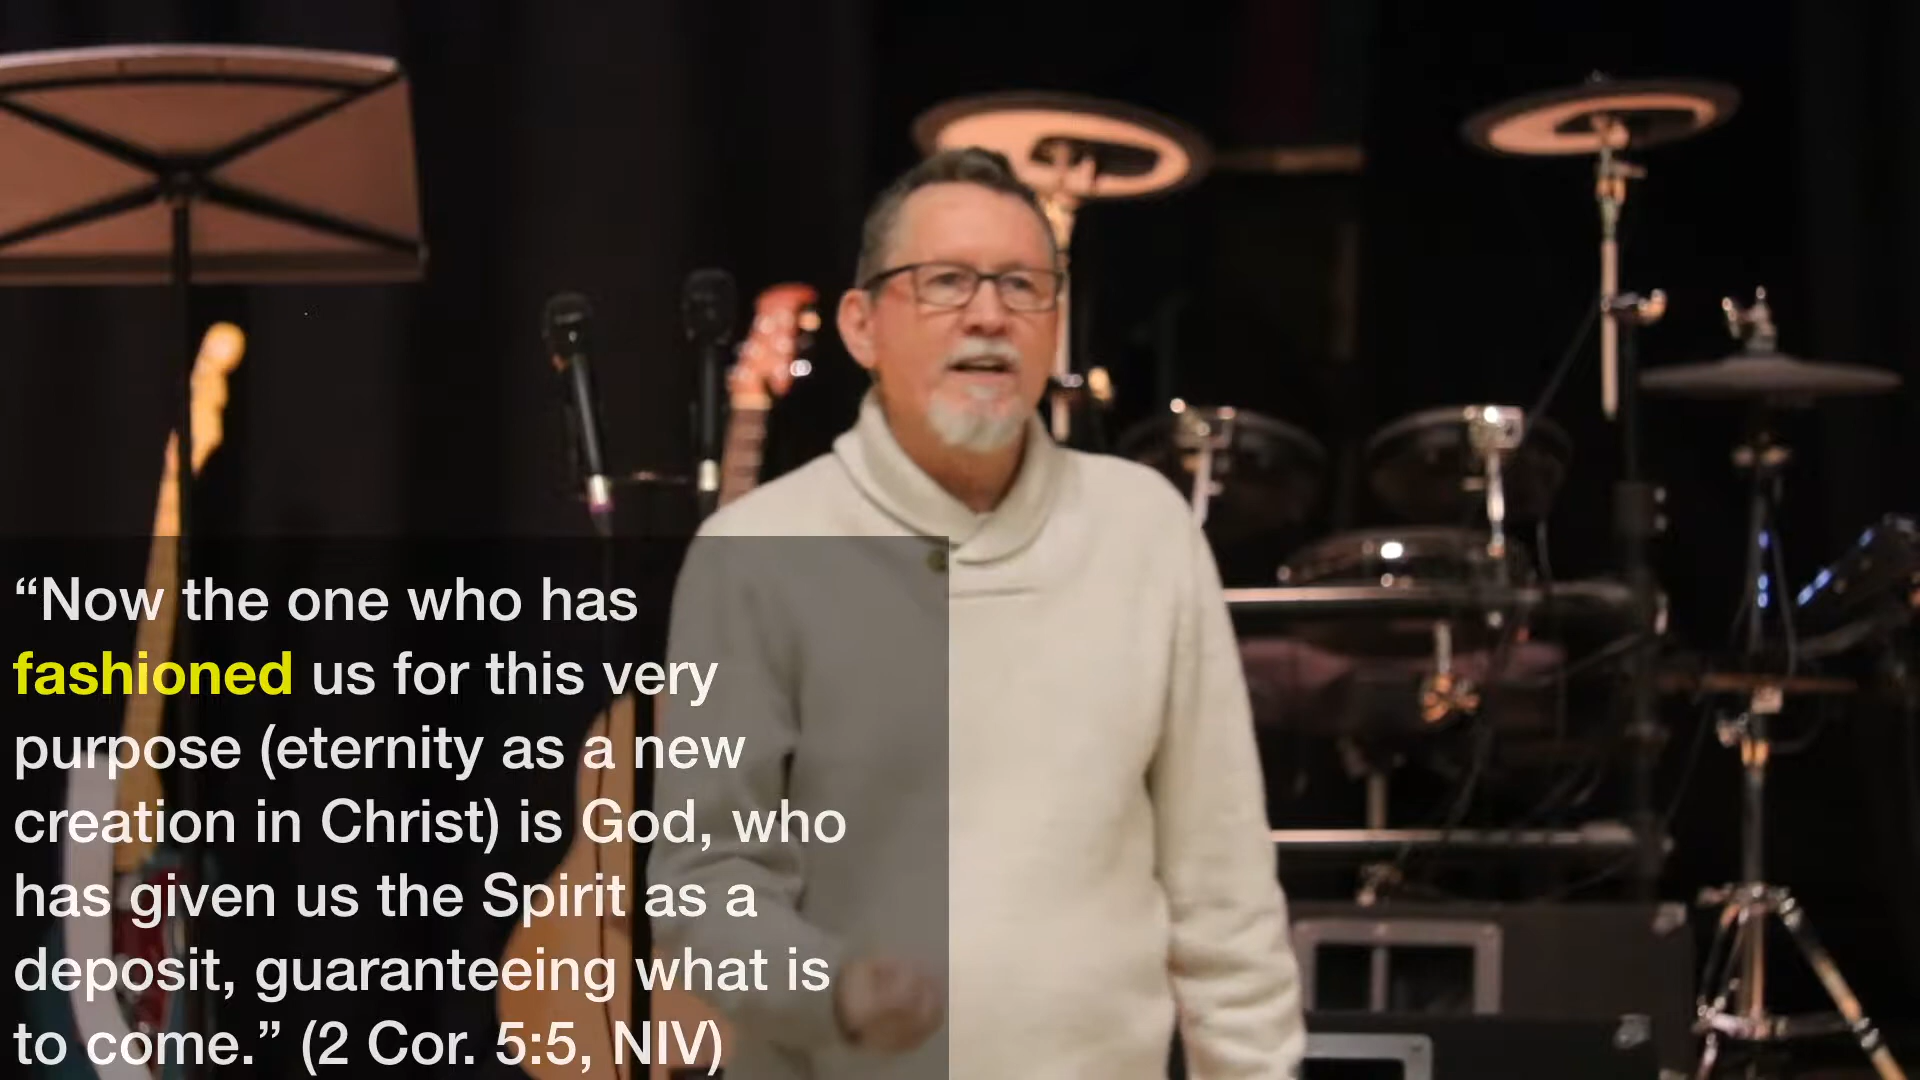 “Now the one who has
fashioned us for this very
purpose (eternity as a new
creation in Christ) is God, who
has given us the Spirit as a
deposit, guaranteeing what is
to come.” (2 Cor. 5:5, NIV)